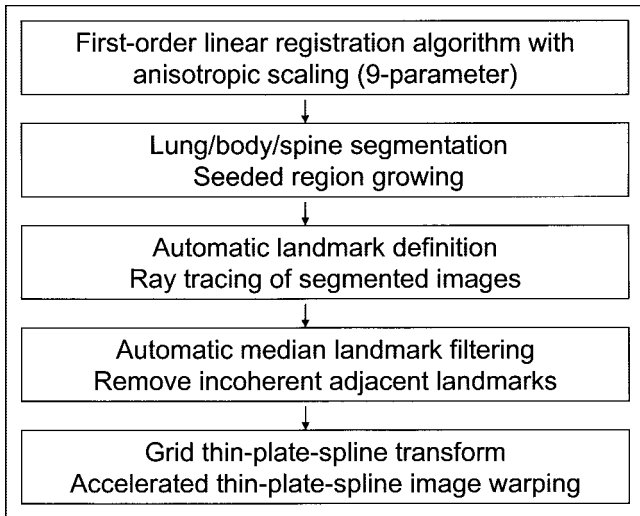 First-order linear registration algorithm with
anisotropic scaling (9-parameter)
Lung/body/spine segmentation
Seeded region growing
Automatic landmark definition
Ray tracing of segmented images
Automatic median landmark filtering
Remove incoherent adjacent landmarks
Grid thin-plate-spline transform
Accelerated thin-plate-spline image warping